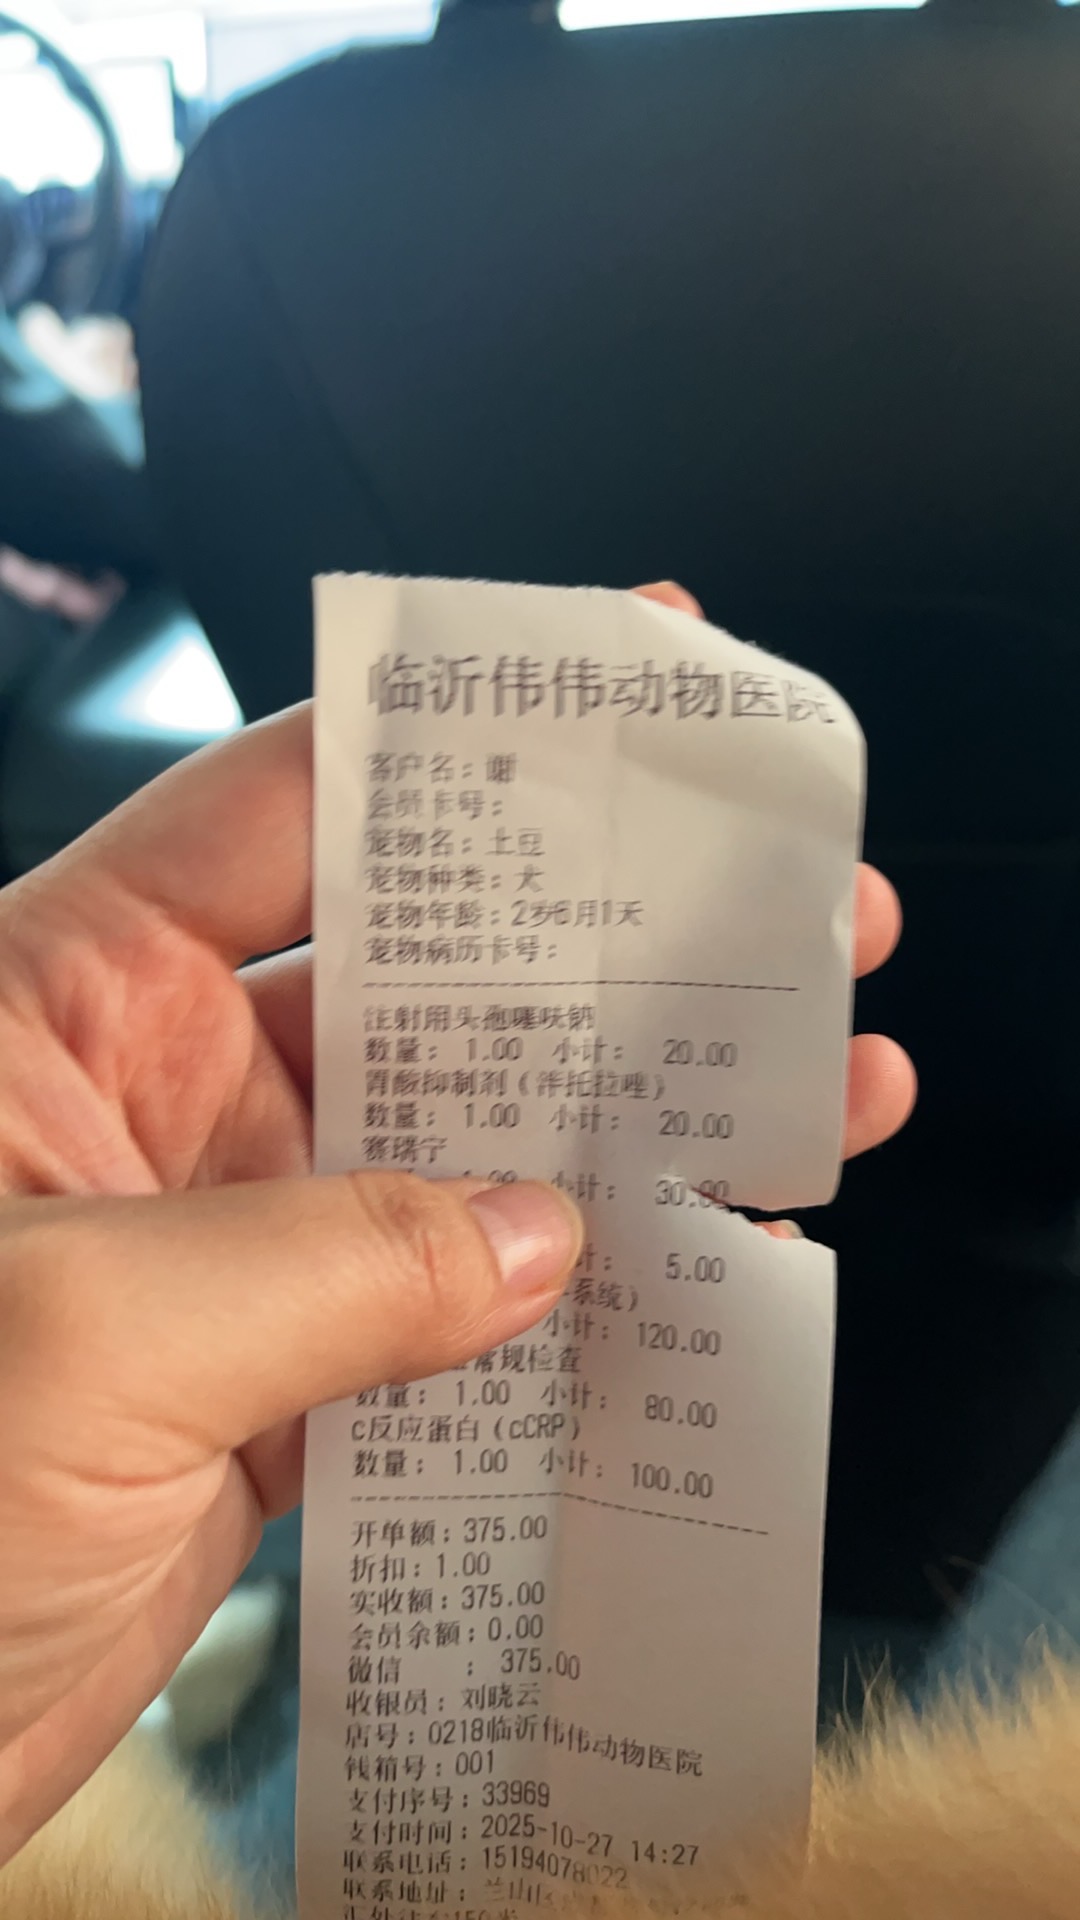 临沂伟伟动物医院
客户名：谢
会员卡号：
宠物名：土豆
宠物种类：犬
宠物年龄：2岁6月1天
宠物病历卡号：
注射用头孢噻呋钠
数量： 1.00 小计： 20.00
胃酸抑制剂（泮托拉唑）
数量： 1.00 小计： 20.00
赛瑞宁
1.00 小计： 30.00
计： 5.00
系统）
小计： 120.00
常规检查
数量： 1.00 小计： 80.00
c反应蛋白（cCRP）
数量： 1.00 小计： 100.00
开单额：375.00
折扣：1.00
实收额：375.00
会员余额：0.00
微信 ： 375.00
收银员：刘晓云
店号：0218临沂伟伟动物医院
钱箱号：001
支付序号：33969
支付时间：2025-10-27 14:27
联系电话：15194078022
联系地址：兰山区